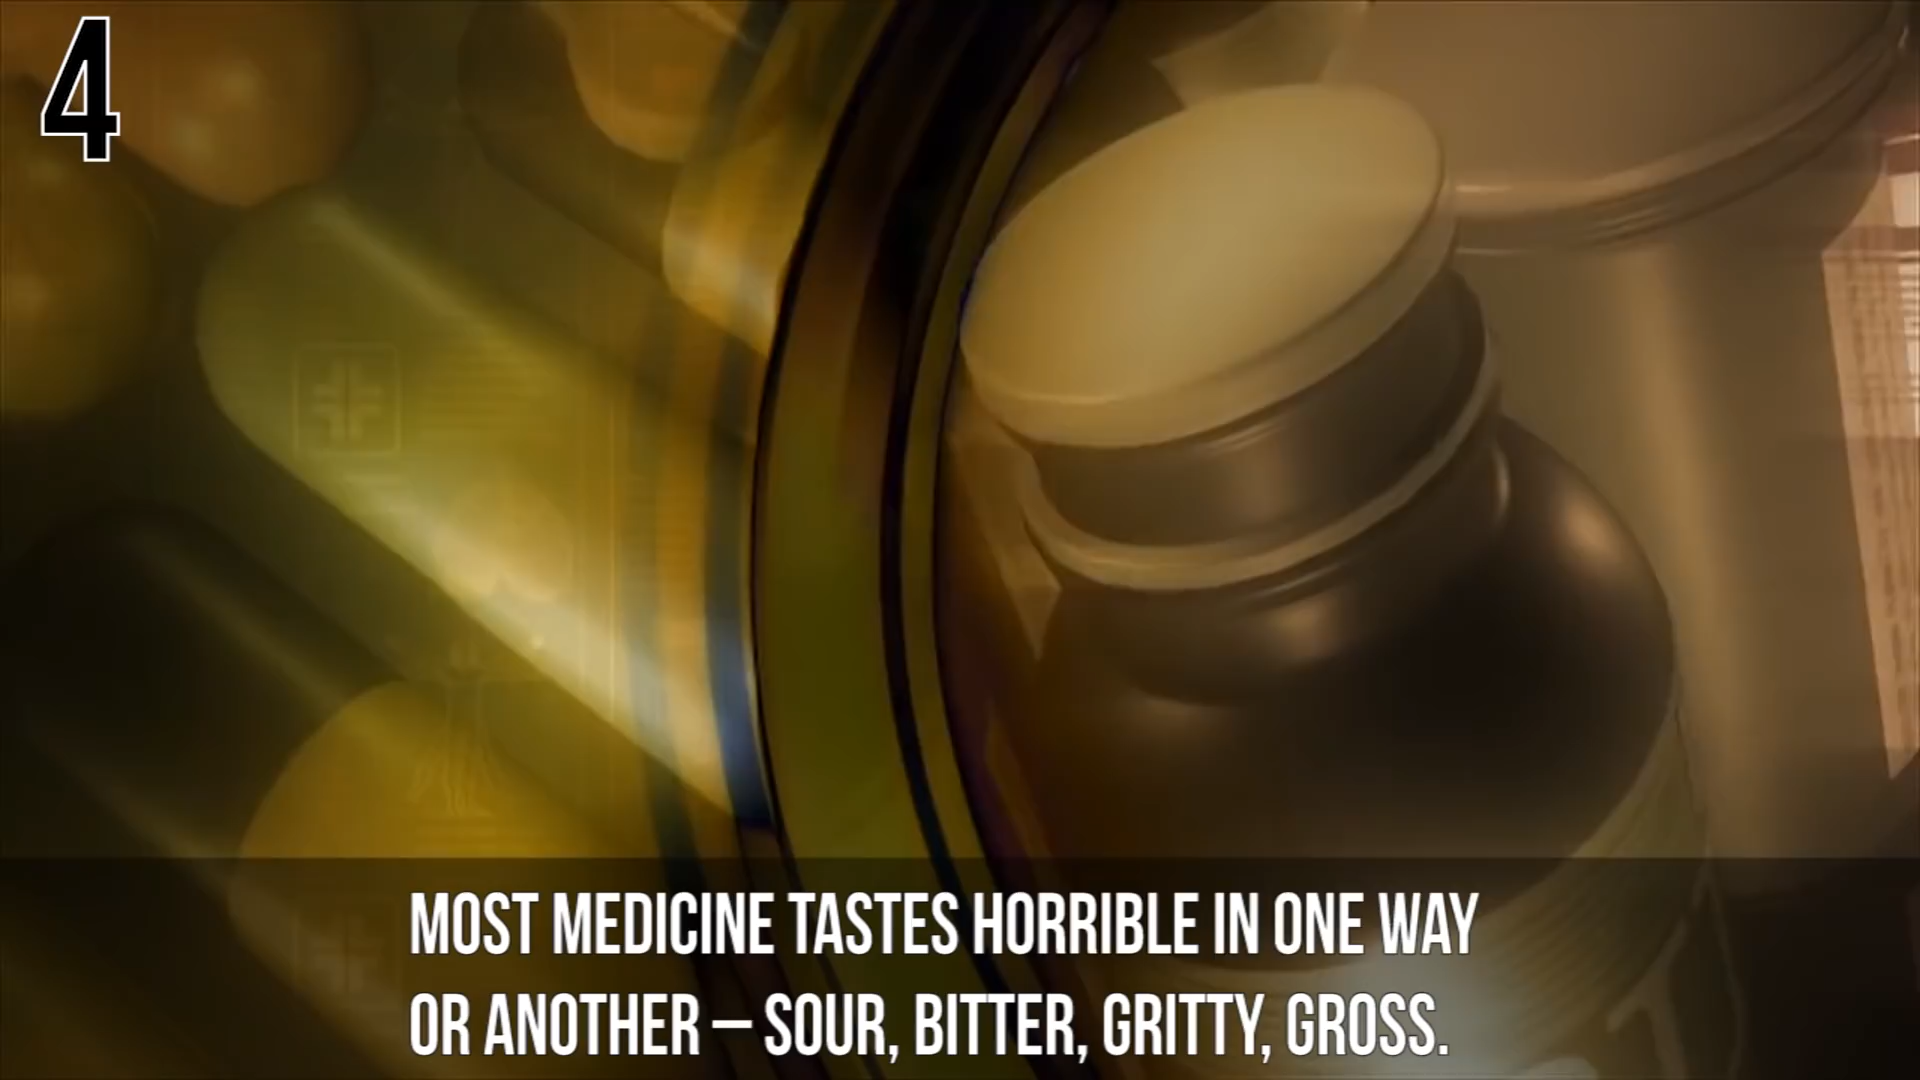 4
MOST MEDICINE TASTES HORRIBLE IN ONE WAY
OR ANOTHER – SOUR, BITTER, GRITTY, GROSS.